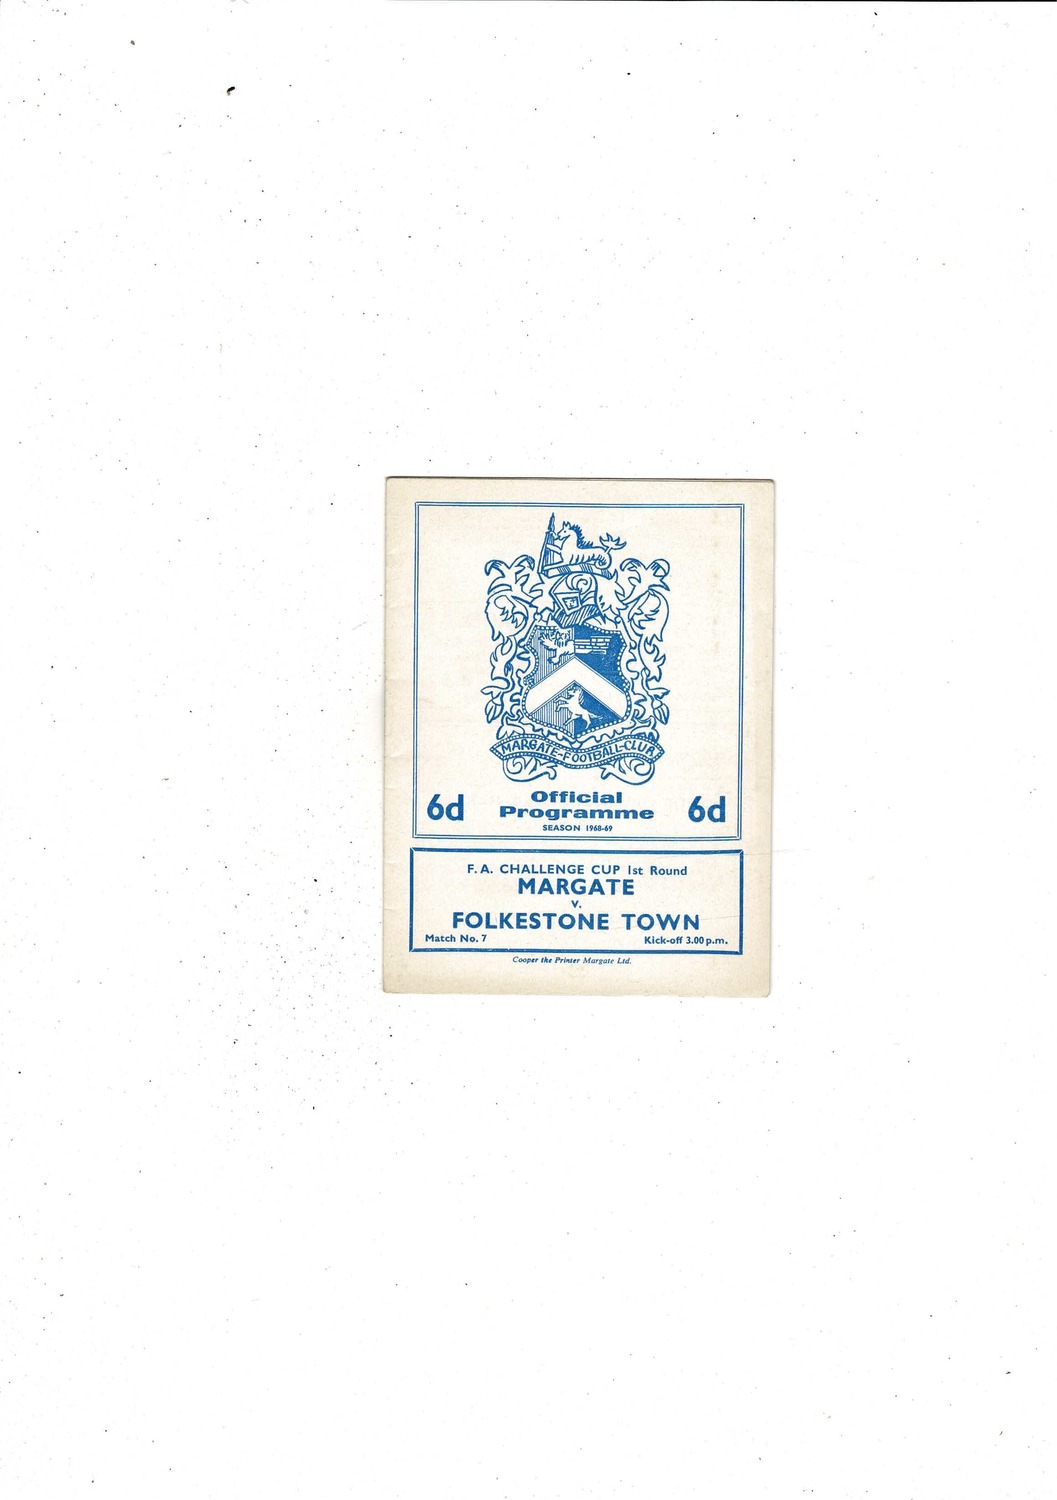 MARGATE-FOOTBALL-CLUB
6d
Official
Programme
6d
SEASON 1968-69
F.A. CHALLENGE CUP 1st Round
MARGATE
v.
FOLKESTONE TOWN
Match No. 7 Kick-off 3.00 p.m.
Cooper the Printer Margate Ltd.